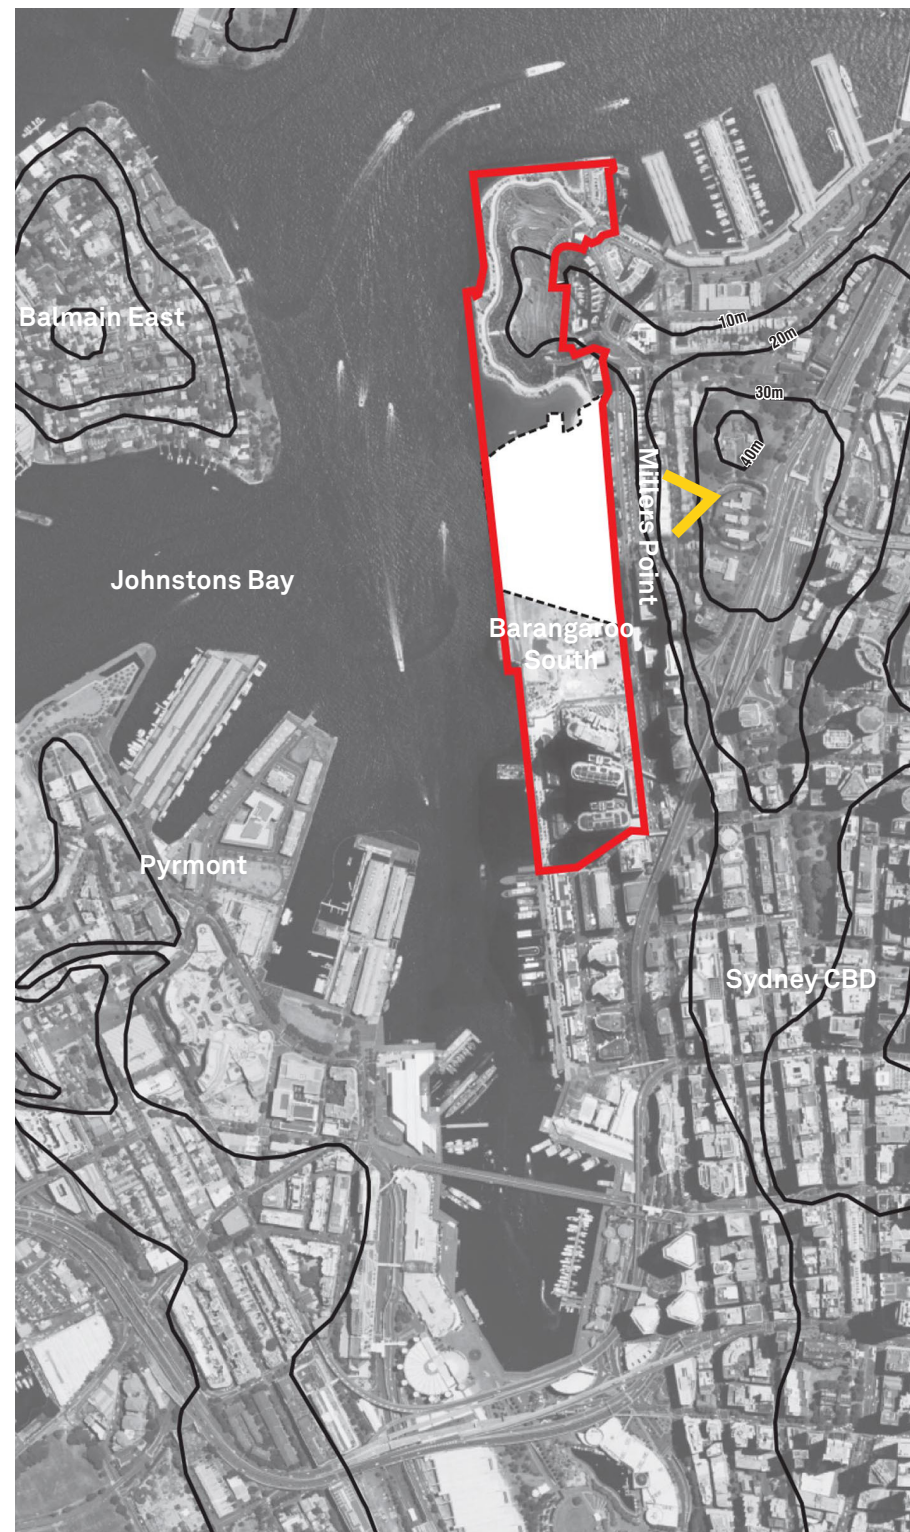 Balmain East
10m
20m
30m
40m
Millers Point
Johnstons Bay
Barangaroo
South
Pyrmont
Sydney CBD